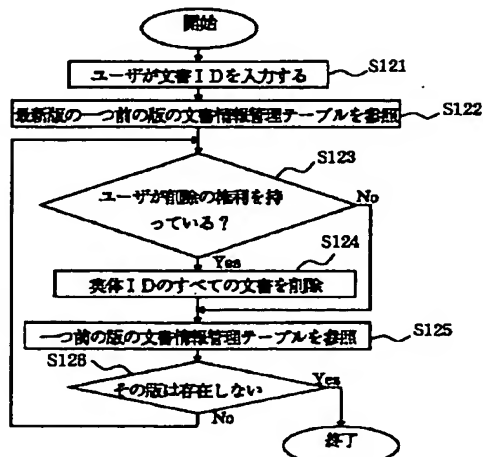 開始
ユーザが文書IDを入力する
S121
最新版の一つ前の版の文書情報管理テーブルを参照
S122
S123
ユーザが削除の権利を持
っている?
No
S124
Yes
実体IDのすべての文書を削除
一つ前の版の文書情報管理テーブルを参照
S125
S126
その版は存在しない
Yes
No
終了